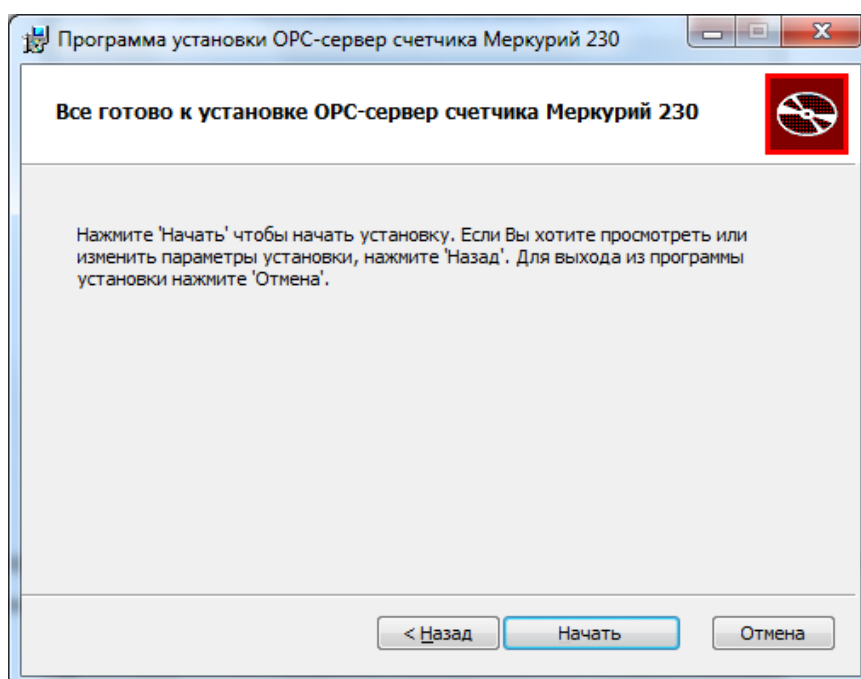 Программа установки OPC-сервер счетчика Меркурий 230
Все готово к установке OPC-сервер счетчика Меркурий 230
Нажмите 'Начать' чтобы начать установку. Если Вы хотите просмотреть или
изменить параметры установки, нажмите 'Назад'. Для выхода из программы
установки нажмите 'Отмена'.
< Назад
Начать
Отмена